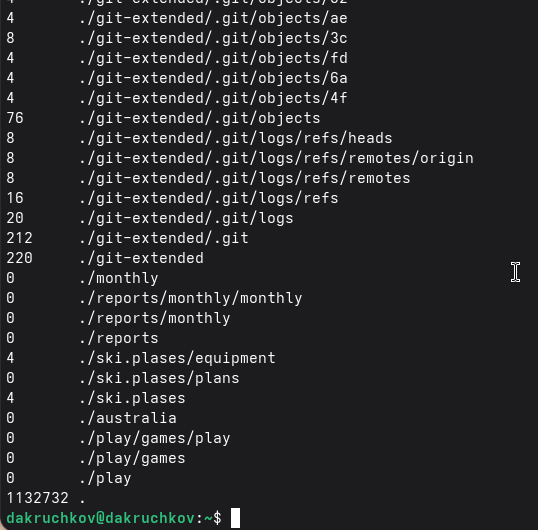 4       ./git-extended/.git/objects/ae
8       ./git-extended/.git/objects/3c
4       ./git-extended/.git/objects/fd
4       ./git-extended/.git/objects/6a
4       ./git-extended/.git/objects/4f
76      ./git-extended/.git/objects
8       ./git-extended/.git/logs/refs/heads
8       ./git-extended/.git/logs/refs/remotes/origin
8       ./git-extended/.git/logs/refs/remotes
16      ./git-extended/.git/logs/refs
20      ./git-extended/.git/logs
212     ./git-extended/.git
220     ./git-extended
0       ./monthly
0       ./reports/monthly/monthly
0       ./reports/monthly
0       ./reports
4       ./ski.plases/equipment
0       ./ski.plases/plans
4       ./ski.plases
0       ./australia
0       ./play/games/play
0       ./play/games
0       ./play
1132732 .
dakruchkov@dakruchkov:~$